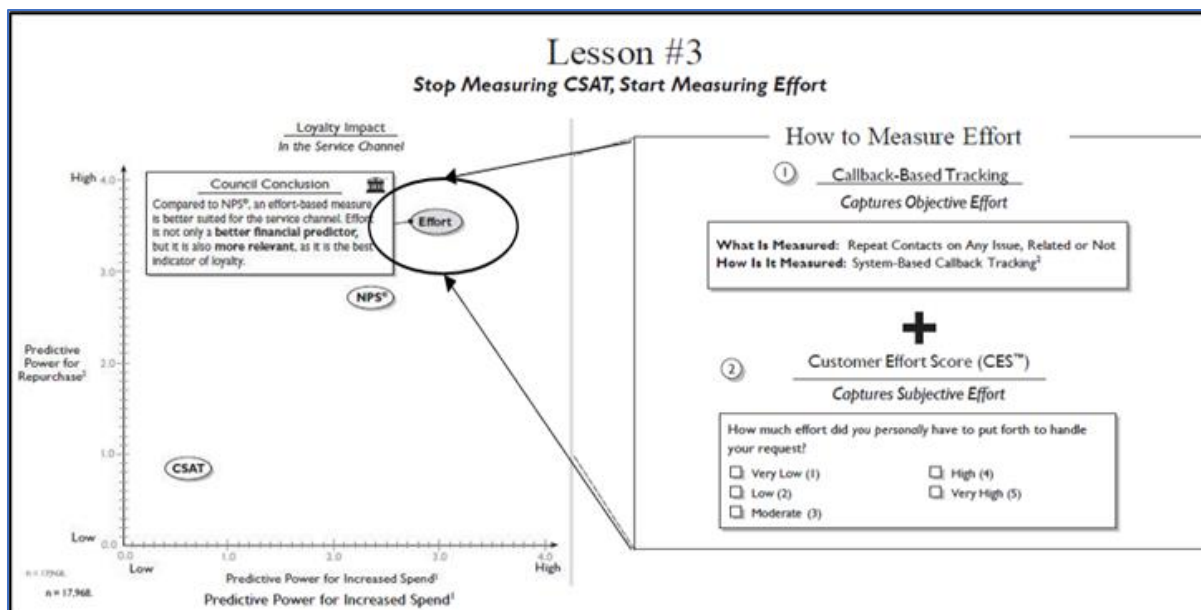 Lesson #3
Stop Measuring CSAT, Start Measuring Effort
Loyalty Impact
In the Service Channel
High
4.0
3.0
2.0
1.0
0.0
Low
Predictive
Power for
Repurchase²
Council Conclusion
Compared to NPS®, an effort-based measure
is better suited for the service channel. Effort
is not only a better financial predictor,
but it is also more relevant, as it is the best
indicator of loyalty.
Effort
NPS®
CSAT
0.0
1.0
2.0
3.0
4.0
Low
High
Predictive Power for Increased Spend¹
Predictive Power for Increased Spend¹
n = 17,968.
n = 17,968.
How to Measure Effort
1
Callback-Based Tracking
Captures Objective Effort
What Is Measured: Repeat Contacts on Any Issue, Related or Not
How Is It Measured: System-Based Callback Tracking²
2
Customer Effort Score (CES™)
Captures Subjective Effort
How much effort did you personally have to put forth to handle
your request?
Very Low (1)
Low (2)
Moderate (3)
High (4)
Very High (5)